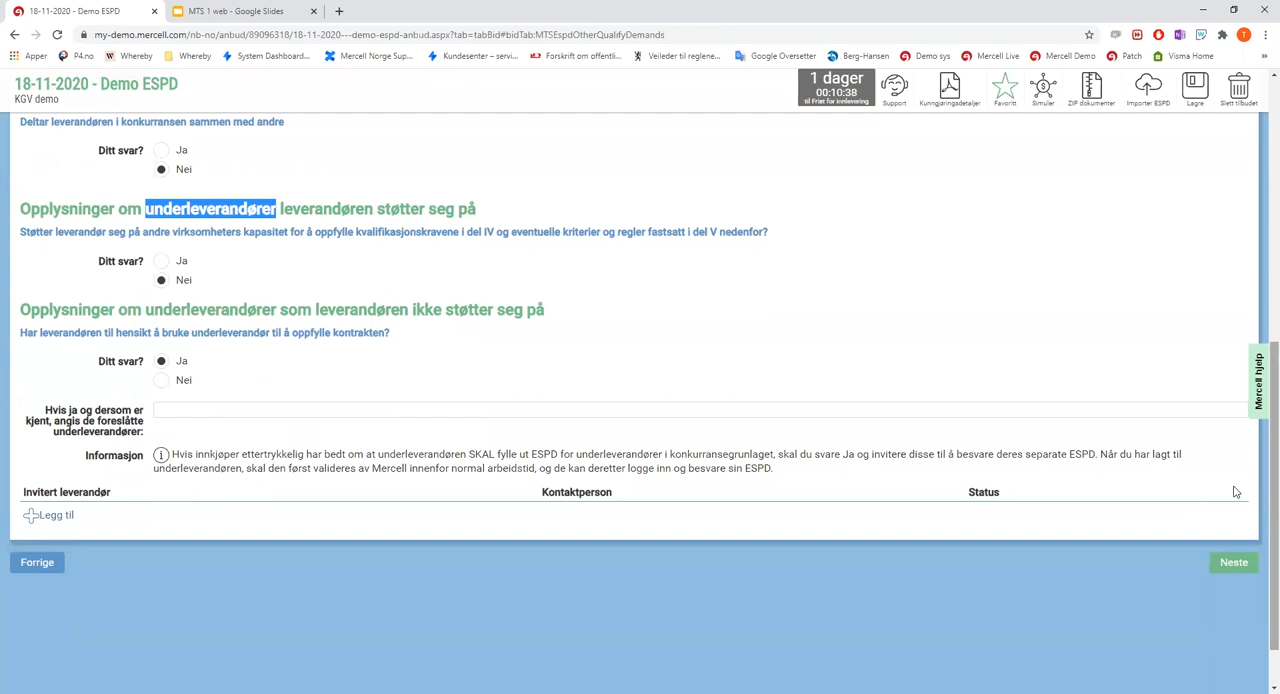 18-11-2020 - Demo ESPD
MTS 1 web - Google Slides
my-demo.mercell.com/nb-no/anbud/89096318/18-11-2020---demo-espd-anbud.aspx?tab=tabBid#bidTab:MTSEspdOtherQualifyDemands
Apper P4.no Whereby Whereby System Dashboard... Mercell Norge Sup... Kundesenter – servi... Forskrift om offentli... Veileder til reglene... Google Oversetter Berg-Hansen Demo sys Mercell Live Mercell Demo Patch Visma Home »
18-11-2020 - Demo ESPD
KGV demo
1 dager
00:10:38
til Frist for innlevering
Support Kunngjøringsdetaljer Favoritt Simuler ZIP dokumenter Importer ESPD Lagre Slett tilbudet
Deltar leverandøren i konkurransen sammen med andre
Ditt svar? Ja
Nei
Opplysninger om underleverandører leverandøren støtter seg på
Støtter leverandør seg på andre virksomheters kapasitet for å oppfylle kvalifikasjonskravene i del IV og eventuelle kriterier og regler fastsatt i del V nedenfor?
Ditt svar? Ja
Nei
Opplysninger om underleverandører som leverandøren ikke støtter seg på
Har leverandøren til hensikt å bruke underleverandør til å oppfylle kontrakten?
Ditt svar? Ja
Nei
Mercell hjelp
Hvis ja og dersom er
kjent, angis de foreslåtte
underleverandører:
Informasjon Hvis innkjøper ettertrykkelig har bedt om at underleverandøren SKAL fylle ut ESPD for underleverandører i konkurransegrunlaget, skal du svare Ja og invitere disse til å besvare deres separate ESPD. Når du har lagt til
underleverandøren, skal den først valideres av Mercell innenfor normal arbeidstid, og de kan deretter logge inn og besvare sin ESPD.
Invitert leverandør Kontaktperson Status
Legg til
Forrige Neste